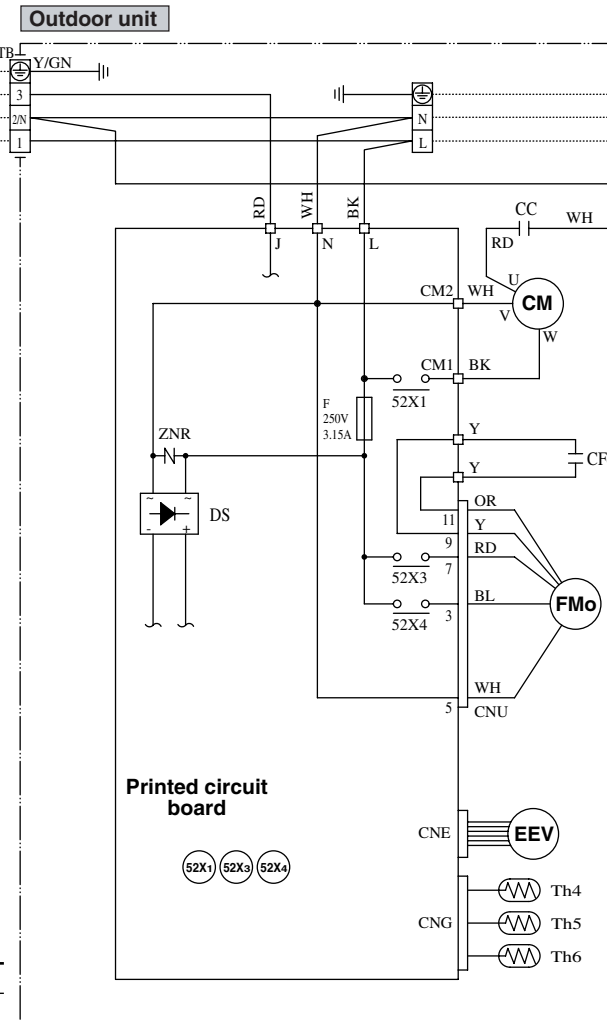 Outdoor unit
TB
Y/GN
3
2/N
1
N
L
RD
WH
BK
J
N
L
CC
WH
RD
U
CM2
WH
V
CM
W
CM1
BK
52X1
F
250V
3.15A
ZNR
Y
Y
CF
DS
~
~
-
+
OR
11
Y
9
RD
7
52X3
BL
3
52X4
FMo
WH
5
CNU
Printed circuit
board
52X1 52X3 52X4
CNE
EEV
Th4
CNG
Th5
Th6